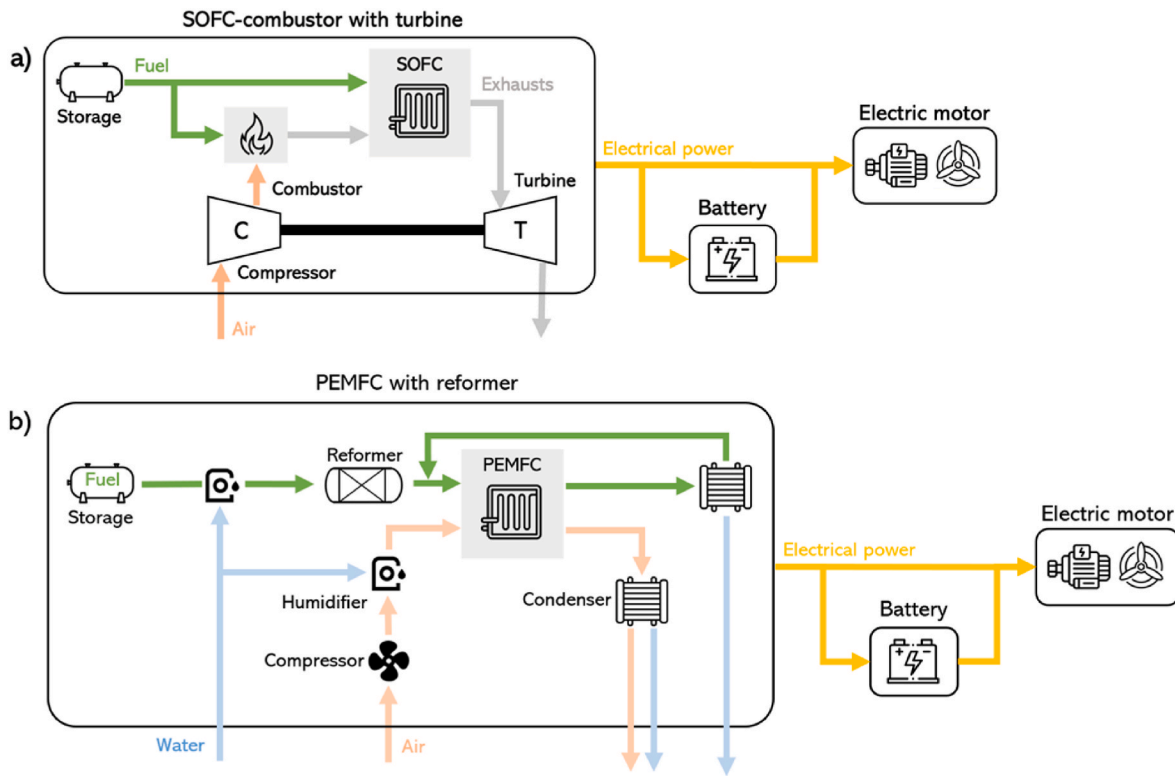 SOFC-combustor with turbine
a)
Fuel
SOFC
Exhausts
Storage
Electric motor
Electrical power
Combustor
Turbine
Battery
C
T
Compressor
Air
PEMFC with reformer
b)
Reformer
PEMFC
Fuel
Storage
Electric motor
Electrical power
Humidifier
Condenser
Battery
Compressor
Water
Air